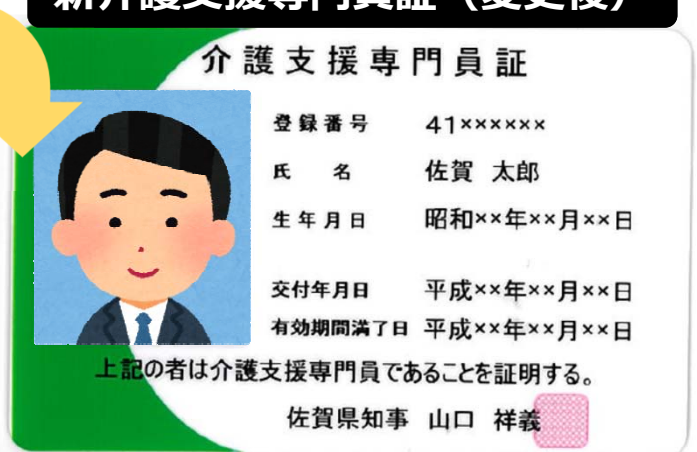 新介護支援専門員証（変更後）
介護支援専門員証
登録番号 41××××××
氏 名 佐賀 太郎
生年月日 昭和××年××月××日
交付年月日 平成××年××月××日
有効期間満了日 平成××年××月××日
上記の者は介護支援専門員であることを証明する。
佐賀県知事 山口 祥義